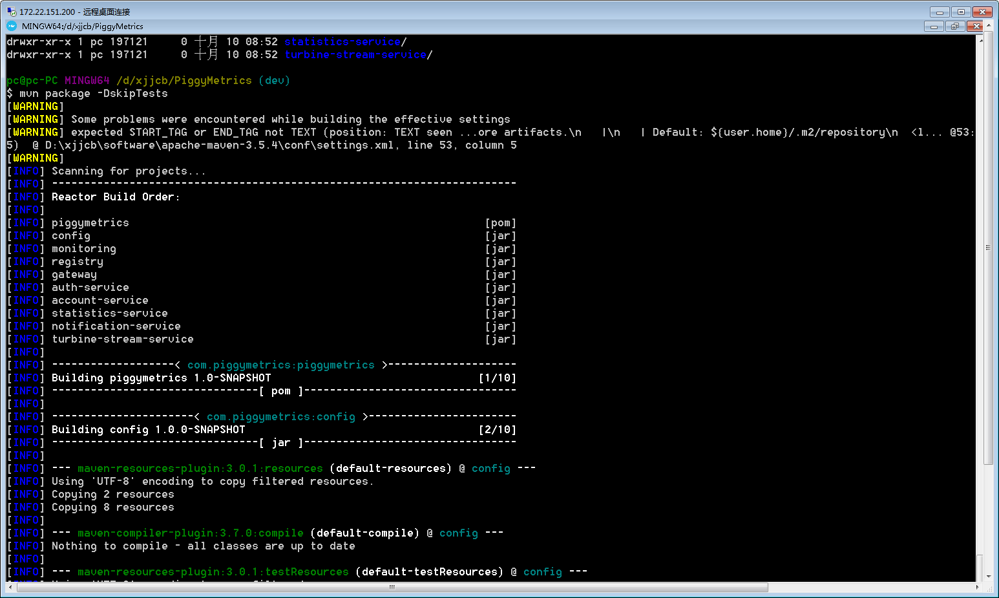 172.22.151.200 - 远程桌面连接
MINGW64:/d/xjjcb/PiggyMetrics
drwxr-xr-x 1 pc 197121     0 十月 10 08:52 statistics-service/
drwxr-xr-x 1 pc 197121     0 十月 10 08:52 turbine-stream-service/
pc@pc-PC MINGW64 /d/xjjcb/PiggyMetrics (dev)
$ mvn package -DskipTests
[WARNING]
[WARNING] Some problems were encountered while building the effective settings
[WARNING] expected START_TAG or END_TAG not TEXT (position: TEXT seen ...ore artifacts.\n   |\n   | Default: ${user.home}/.m2/repository\n  <l... @53:
5)  @ D:\xjjcb\software\apache-maven-3.5.4\conf\settings.xml, line 53, column 5
[WARNING]
[INFO] Scanning for projects...
[INFO] ------------------------------------------------------------------------
[INFO] Reactor Build Order:
[INFO]
[INFO] piggymetrics                                                       [pom]
[INFO] config                                                             [jar]
[INFO] monitoring                                                         [jar]
[INFO] registry                                                           [jar]
[INFO] gateway                                                            [jar]
[INFO] auth-service                                                       [jar]
[INFO] account-service                                                    [jar]
[INFO] statistics-service                                                 [jar]
[INFO] notification-service                                               [jar]
[INFO] turbine-stream-service                                             [jar]
[INFO]
[INFO] -------------------< com.piggymetrics:piggymetrics >--------------------
[INFO] Building piggymetrics 1.0-SNAPSHOT                                [1/10]
[INFO] --------------------------------[ pom ]---------------------------------
[INFO]
[INFO] ----------------------< com.piggymetrics:config >-----------------------
[INFO] Building config 1.0.0-SNAPSHOT                                    [2/10]
[INFO] --------------------------------[ jar ]---------------------------------
[INFO]
[INFO] --- maven-resources-plugin:3.0.1:resources (default-resources) @ config ---
[INFO] Using 'UTF-8' encoding to copy filtered resources.
[INFO] Copying 2 resources
[INFO] Copying 8 resources
[INFO]
[INFO] --- maven-compiler-plugin:3.7.0:compile (default-compile) @ config ---
[INFO] Nothing to compile - all classes are up to date
[INFO]
[INFO] --- maven-resources-plugin:3.0.1:testResources (default-testResources) @ config ---